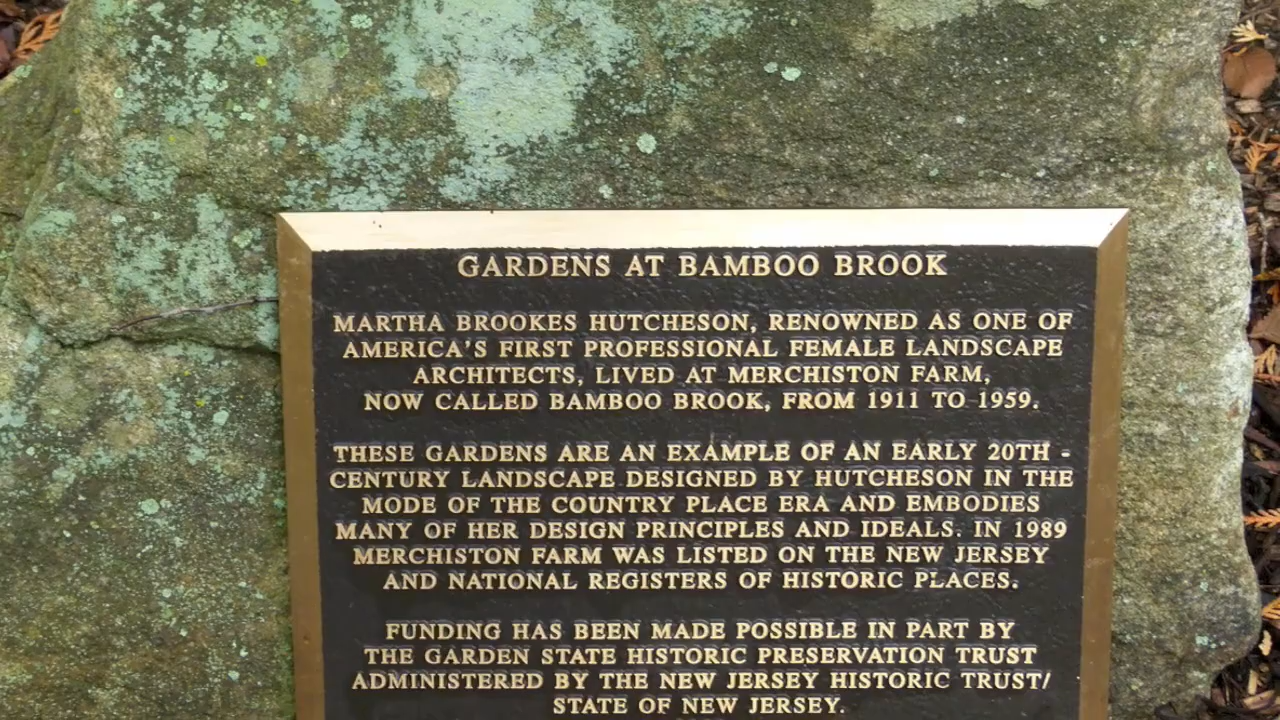 GARDENS AT BAMBOO BROOK
MARTHA BROOKES HUTCHESON, RENOWNED AS ONE OF
AMERICA'S FIRST PROFESSIONAL FEMALE LANDSCAPE
ARCHITECTS, LIVED AT MERCHISTON FARM,
NOW CALLED BAMBOO BROOK, FROM 1911 TO 1959.
THESE GARDENS ARE AN EXAMPLE OF AN EARLY 20TH -
CENTURY LANDSCAPE DESIGNED BY HUTCHESON IN THE
MODE OF THE COUNTRY PLACE ERA AND EMBODIES
MANY OF HER DESIGN PRINCIPLES AND IDEALS. IN 1989
MERCHISTON FARM WAS LISTED ON THE NEW JERSEY
AND NATIONAL REGISTERS OF HISTORIC PLACES.
FUNDING HAS BEEN MADE POSSIBLE IN PART BY
THE GARDEN STATE HISTORIC PRESERVATION TRUST
ADMINISTERED BY THE NEW JERSEY HISTORIC TRUST/
STATE OF NEW JERSEY.